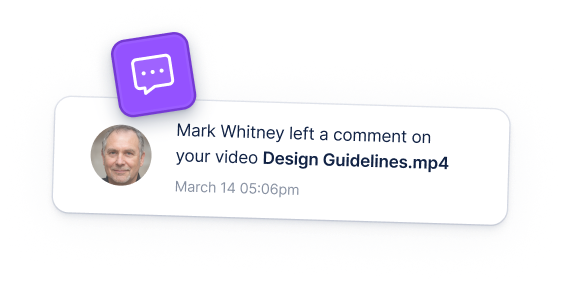 Mark Whitney left a comment on
your video Design Guidelines.mp4
March 14 05:06pm